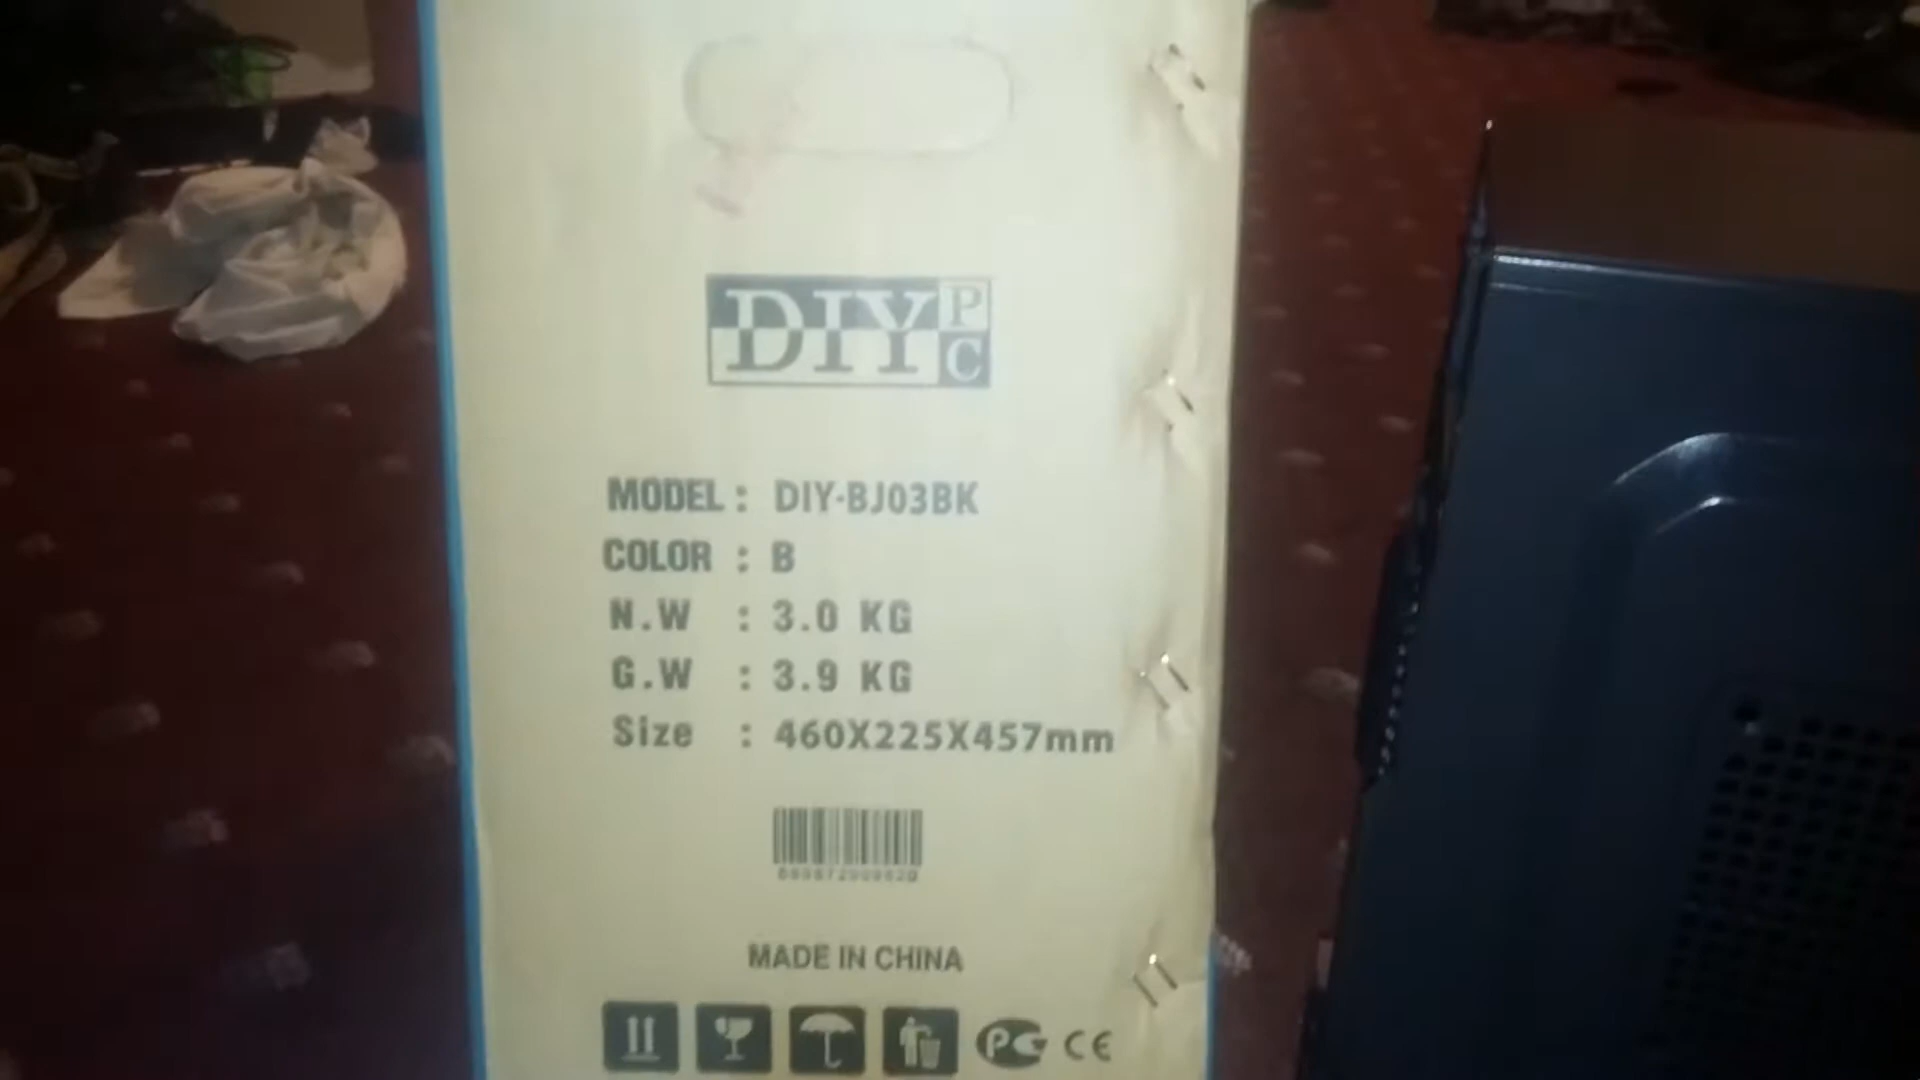 DIY PC
MODEL : DIY-BJ03BK
COLOR : B
N.W : 3.0 KG
G.W : 3.9 KG
Size : 460X225X457mm
MADE IN CHINA
CE